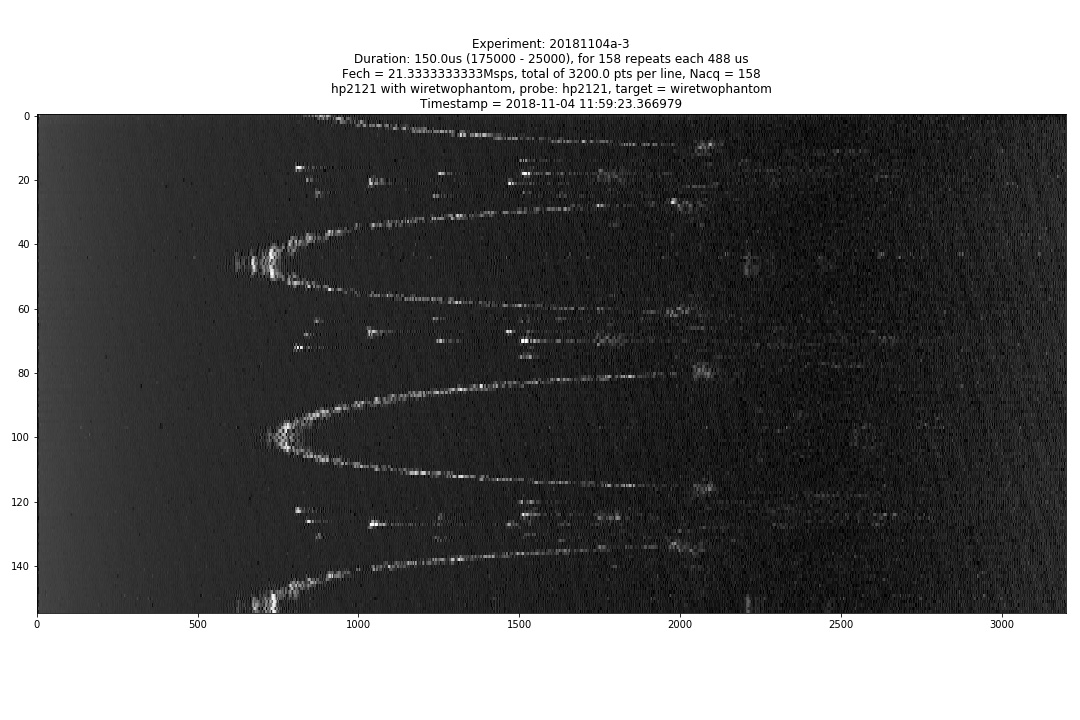 Experiment: 20181104a-3
Duration: 150.0us (175000 - 25000), for 158 repeats each 488 us
Fech = 21.3333333333Msps, total of 3200.0 pts per line, Nacq = 158
hp2121 with wiretwophantom, probe: hp2121, target = wiretwophantom
Timestamp = 2018-11-04 11:59:23.366979
0
20
40
60
80
100
120
140
0 500 1000 1500 2000 2500 3000